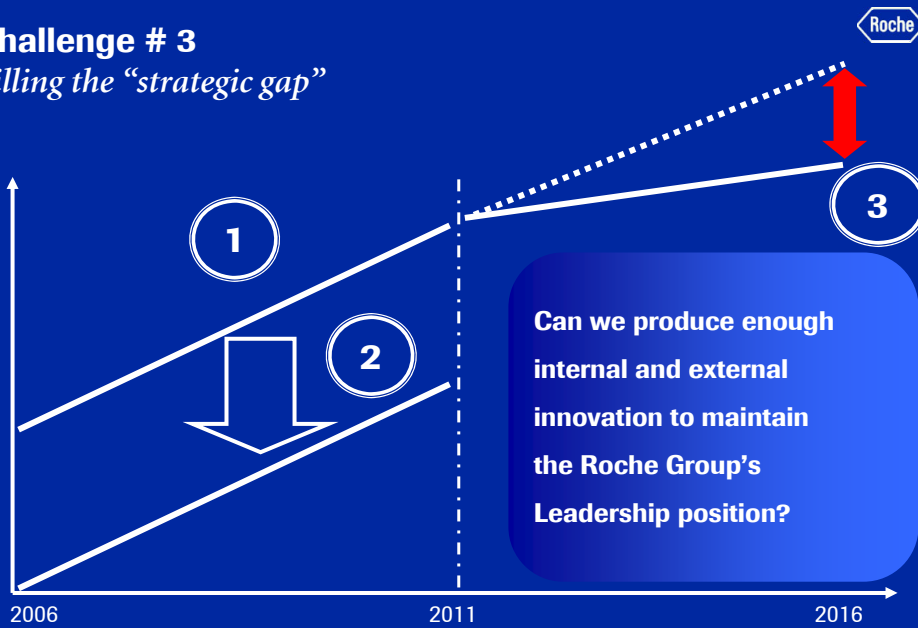 Roche
hallenge # 3
illing the “strategic gap”
1
2
3
Can we produce enough
internal and external
innovation to maintain
the Roche Group's
Leadership position?
2006
2011
2016